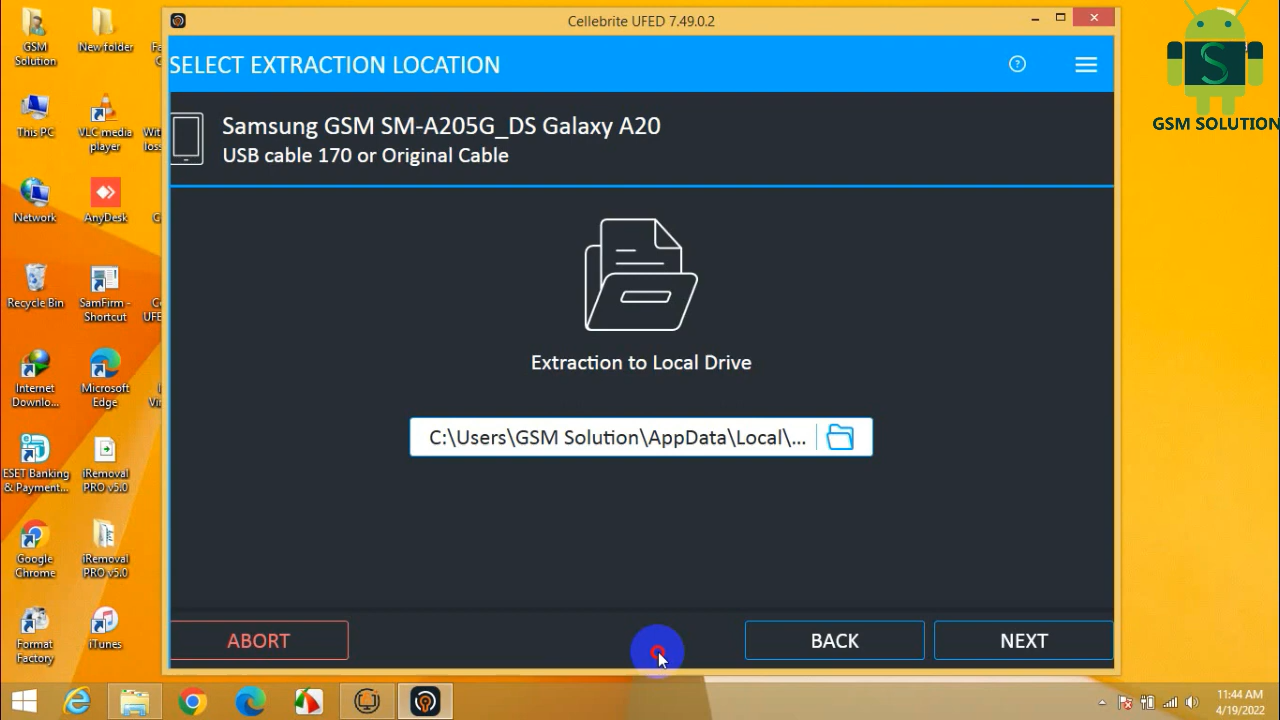 Cellebrite UFED 7.49.0.2
SELECT EXTRACTION LOCATION
?
Samsung GSM SM-A205G_DS Galaxy A20
USB cable 170 or Original Cable
Extraction to Local Drive
C:\Users\GSM Solution\AppData\Local\...
ABORT
BACK
NEXT
GSM
Solution
New folder
This PC
VLC media
player
Network
AnyDesk
Recycle Bin
SamFirm -
Shortcut
Internet
Downlo...
Microsoft
Edge
ESET Banking
& Payment...
iRemoval
PRO v5.0
Google
Chrome
iRemoval
PRO v5.0
Format
Factory
iTunes
S
GSM SOLUTION
11:44 AM
4/19/2022